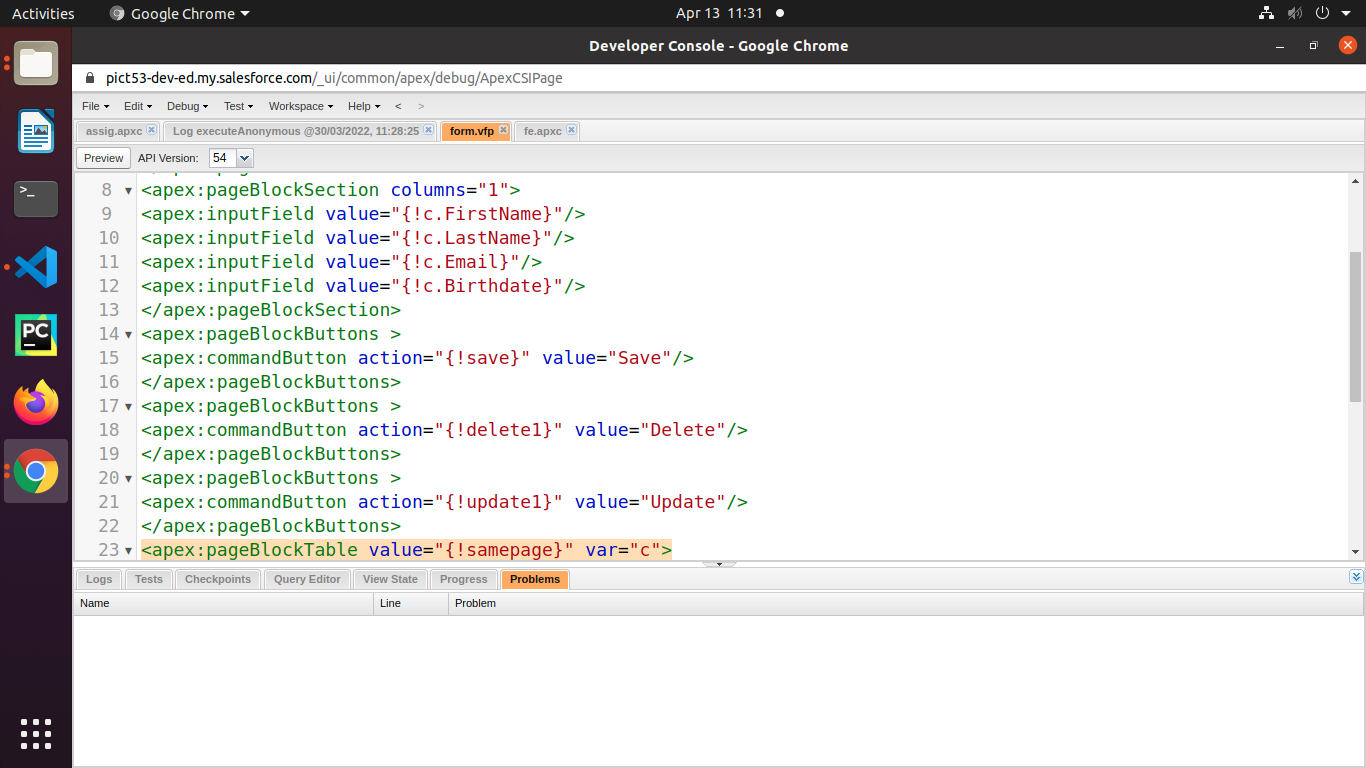 Activities Google Chrome Apr 13 11:31
Developer Console - Google Chrome
pict53-dev-ed.my.salesforce.com/_ui/common/apex/debug/ApexCSIPage
File Edit Debug Test Workspace Help < >
assig.apxc Log executeAnonymous @30/03/2022, 11:28:25 form.vfp fe.apxc
Preview API Version: 54
8 <apex:pageBlockSection columns="1">
9 <apex:inputField value="{!c.FirstName}"/>
10 <apex:inputField value="{!c.LastName}"/>
11 <apex:inputField value="{!c.Email}"/>
12 <apex:inputField value="{!c.Birthdate}"/>
13 </apex:pageBlockSection>
14 <apex:pageBlockButtons >
15 <apex:commandButton action="{!save}" value="Save"/>
16 </apex:pageBlockButtons>
17 <apex:pageBlockButtons >
18 <apex:commandButton action="{!delete1}" value="Delete"/>
19 </apex:pageBlockButtons>
20 <apex:pageBlockButtons >
21 <apex:commandButton action="{!update1}" value="Update"/>
22 </apex:pageBlockButtons>
23 <apex:pageBlockTable value="{!samepage}" var="c">
Logs Tests Checkpoints Query Editor View State Progress Problems
Name Line Problem
>_
PC